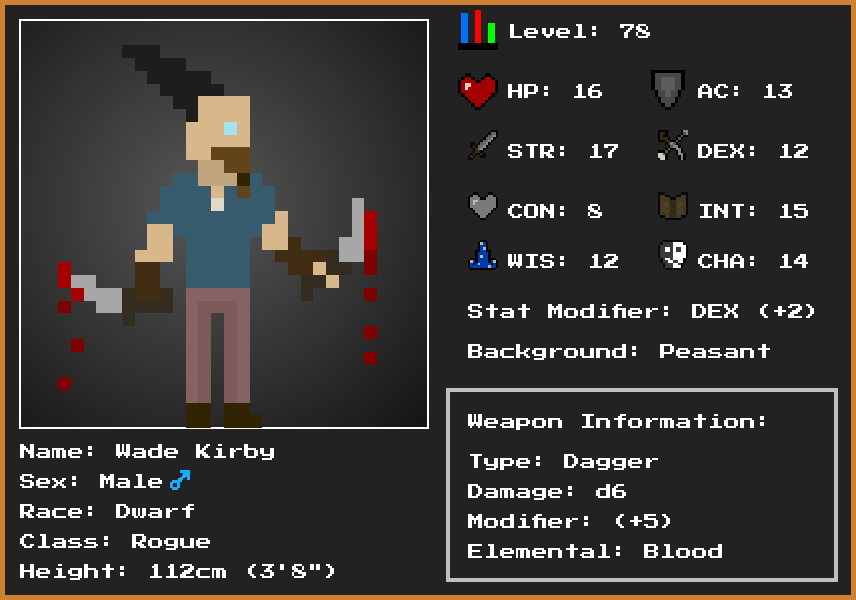 Level: 78
HP: 16 AC: 13
STR: 17 DEX: 12
CON: 8 INT: 15
WIS: 12 CHA: 14
Stat Modifier: DEX (+2)
Background: Peasant
Weapon Information:
Type: Dagger
Damage: d6
Modifier: (+5)
Elemental: Blood
Name: Wade Kirby
Sex: Male ♂
Race: Dwarf
Class: Rogue
Height: 112cm (3'8")